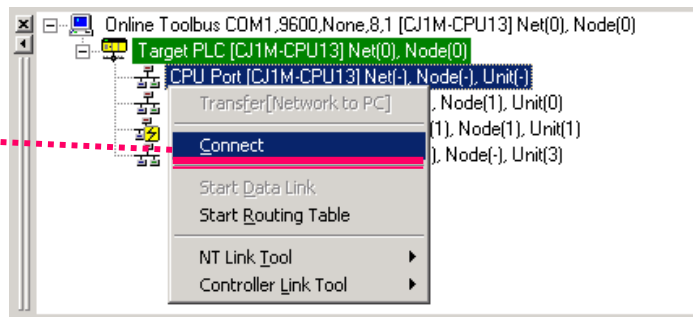 Online Toolbus COM1,9600,None,8,1 [CJ1M-CPU13] Net(0), Node(0)
Target PLC [CJ1M-CPU13] Net(0), Node(0)
CPU Port [CJ1M-CPU13] Net(-), Node(-), Unit(-)
Transfer[Network to PC] , Node(1), Unit(0)
(1), Node(1), Unit(1)
Connect
), Node(-), Unit(3)
Start Data Link
Start Routing Table
NT Link Tool
Controller Link Tool